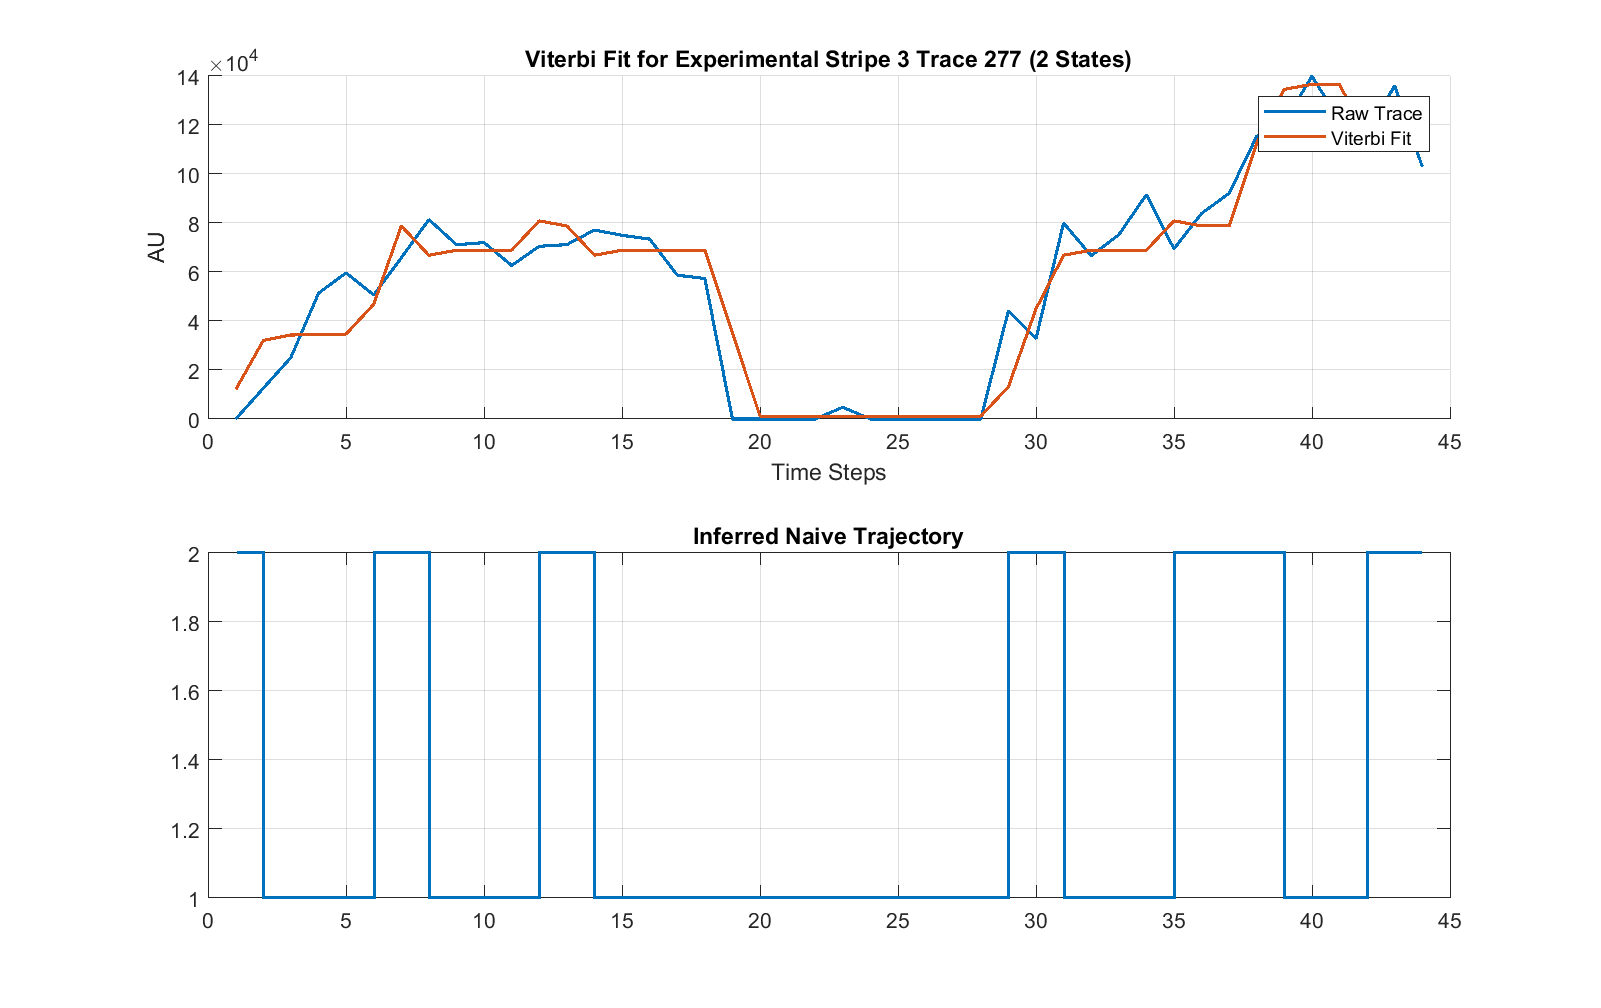 Viterbi Fit for Experimental Stripe 3 Trace 277 (2 States)
×10^4
14
12
10
8
6
4
2
0
AU
Raw Trace
Viterbi Fit
0 5 10 15 20 25 30 35 40 45
Time Steps
Inferred Naive Trajectory
2
1.8
1.6
1.4
1.2
1
0 5 10 15 20 25 30 35 40 45